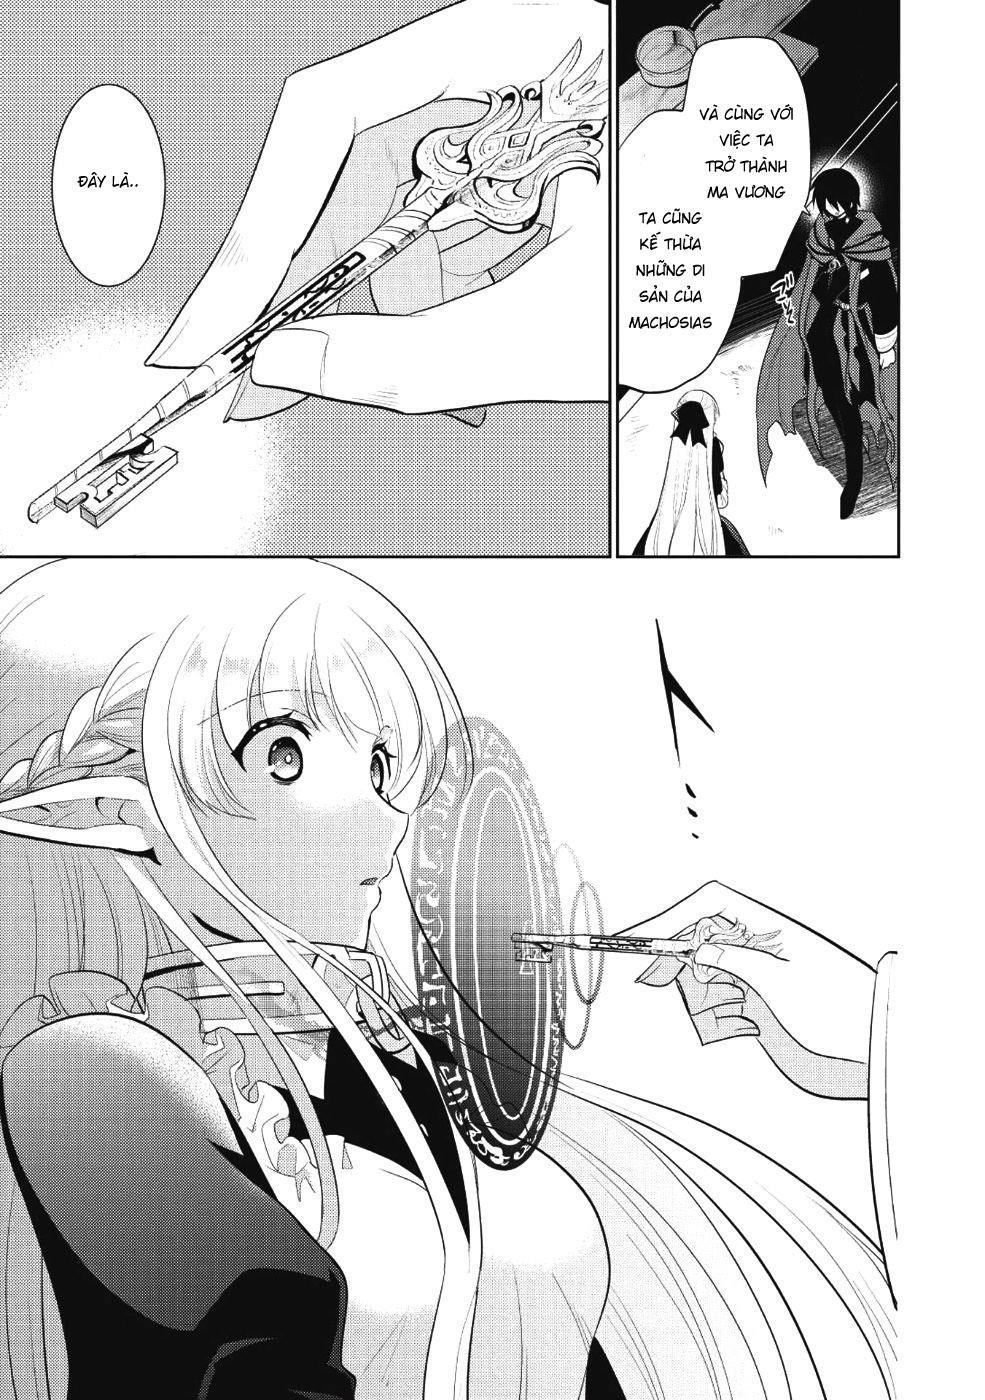 VÀ CÙNG VỚI
VIỆC TA
TRỞ THÀNH
MA VƯƠNG
TA CŨNG
KẾ THỪA
NHỮNG DI
SẢN CỦA
MACHOSIAS
ĐÂY LÀ..